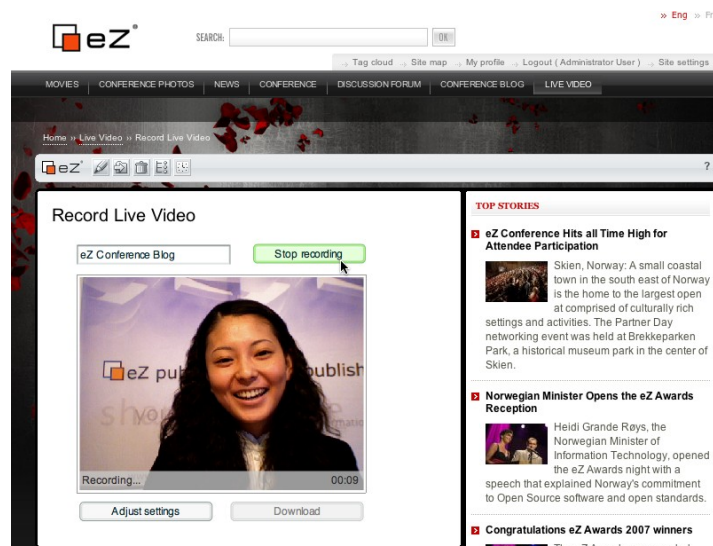 » Eng » Fr
eZ
SEARCH:
OK
Tag cloud Site map My profile Logout ( Administrator User ) Site settings
MOVIES CONFERENCE PHOTOS NEWS CONFERENCE DISCUSSION FORUM CONFERENCE BLOG LIVE VIDEO
Home » Live Video » Record Live Video
eZ
?
Record Live Video
eZ Conference Blog
Stop recording
eZ pub
publish
Recording...
00:09
Adjust settings
Download
TOP STORIES
eZ Conference Hits all Time High for
Attendee Participation
Skien, Norway: A small coastal
town in the south east of Norway
is the home to the largest open
at comprised of culturally rich
settings and activities. The Partner Day
networking event was held at Brekkeparken
Park, a historical museum park in the center of
Skien.
Norwegian Minister Opens the eZ Awards
Reception
Heidi Grande Røys, the
Norwegian Minister of
Information Technology, opened
the eZ Awards night with a
speech that explained Norway's commitment
to Open Source software and open standards.
Congratulations eZ Awards 2007 winners